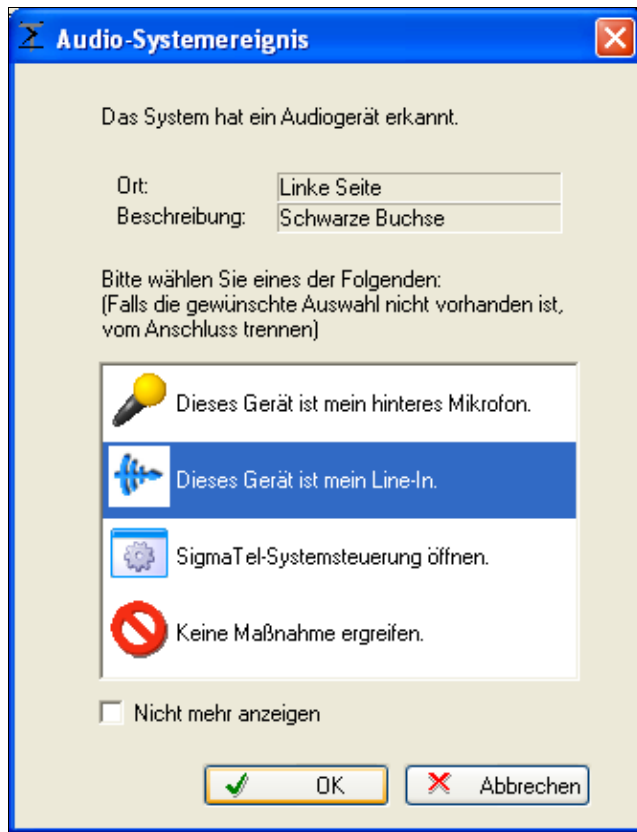 Audio-Systemereignis
Das System hat ein Audiogerät erkannt.
Ort: Linke Seite
Beschreibung: Schwarze Buchse
Bitte wählen Sie eines der Folgenden:
(Falls die gewünschte Auswahl nicht vorhanden ist,
vom Anschluss trennen)
Dieses Gerät ist mein hinteres Mikrofon.
Dieses Gerät ist mein Line-In.
SigmaTel-Systemsteuerung öffnen.
Keine Maßnahme ergreifen.
Nicht mehr anzeigen
OK Abbrechen